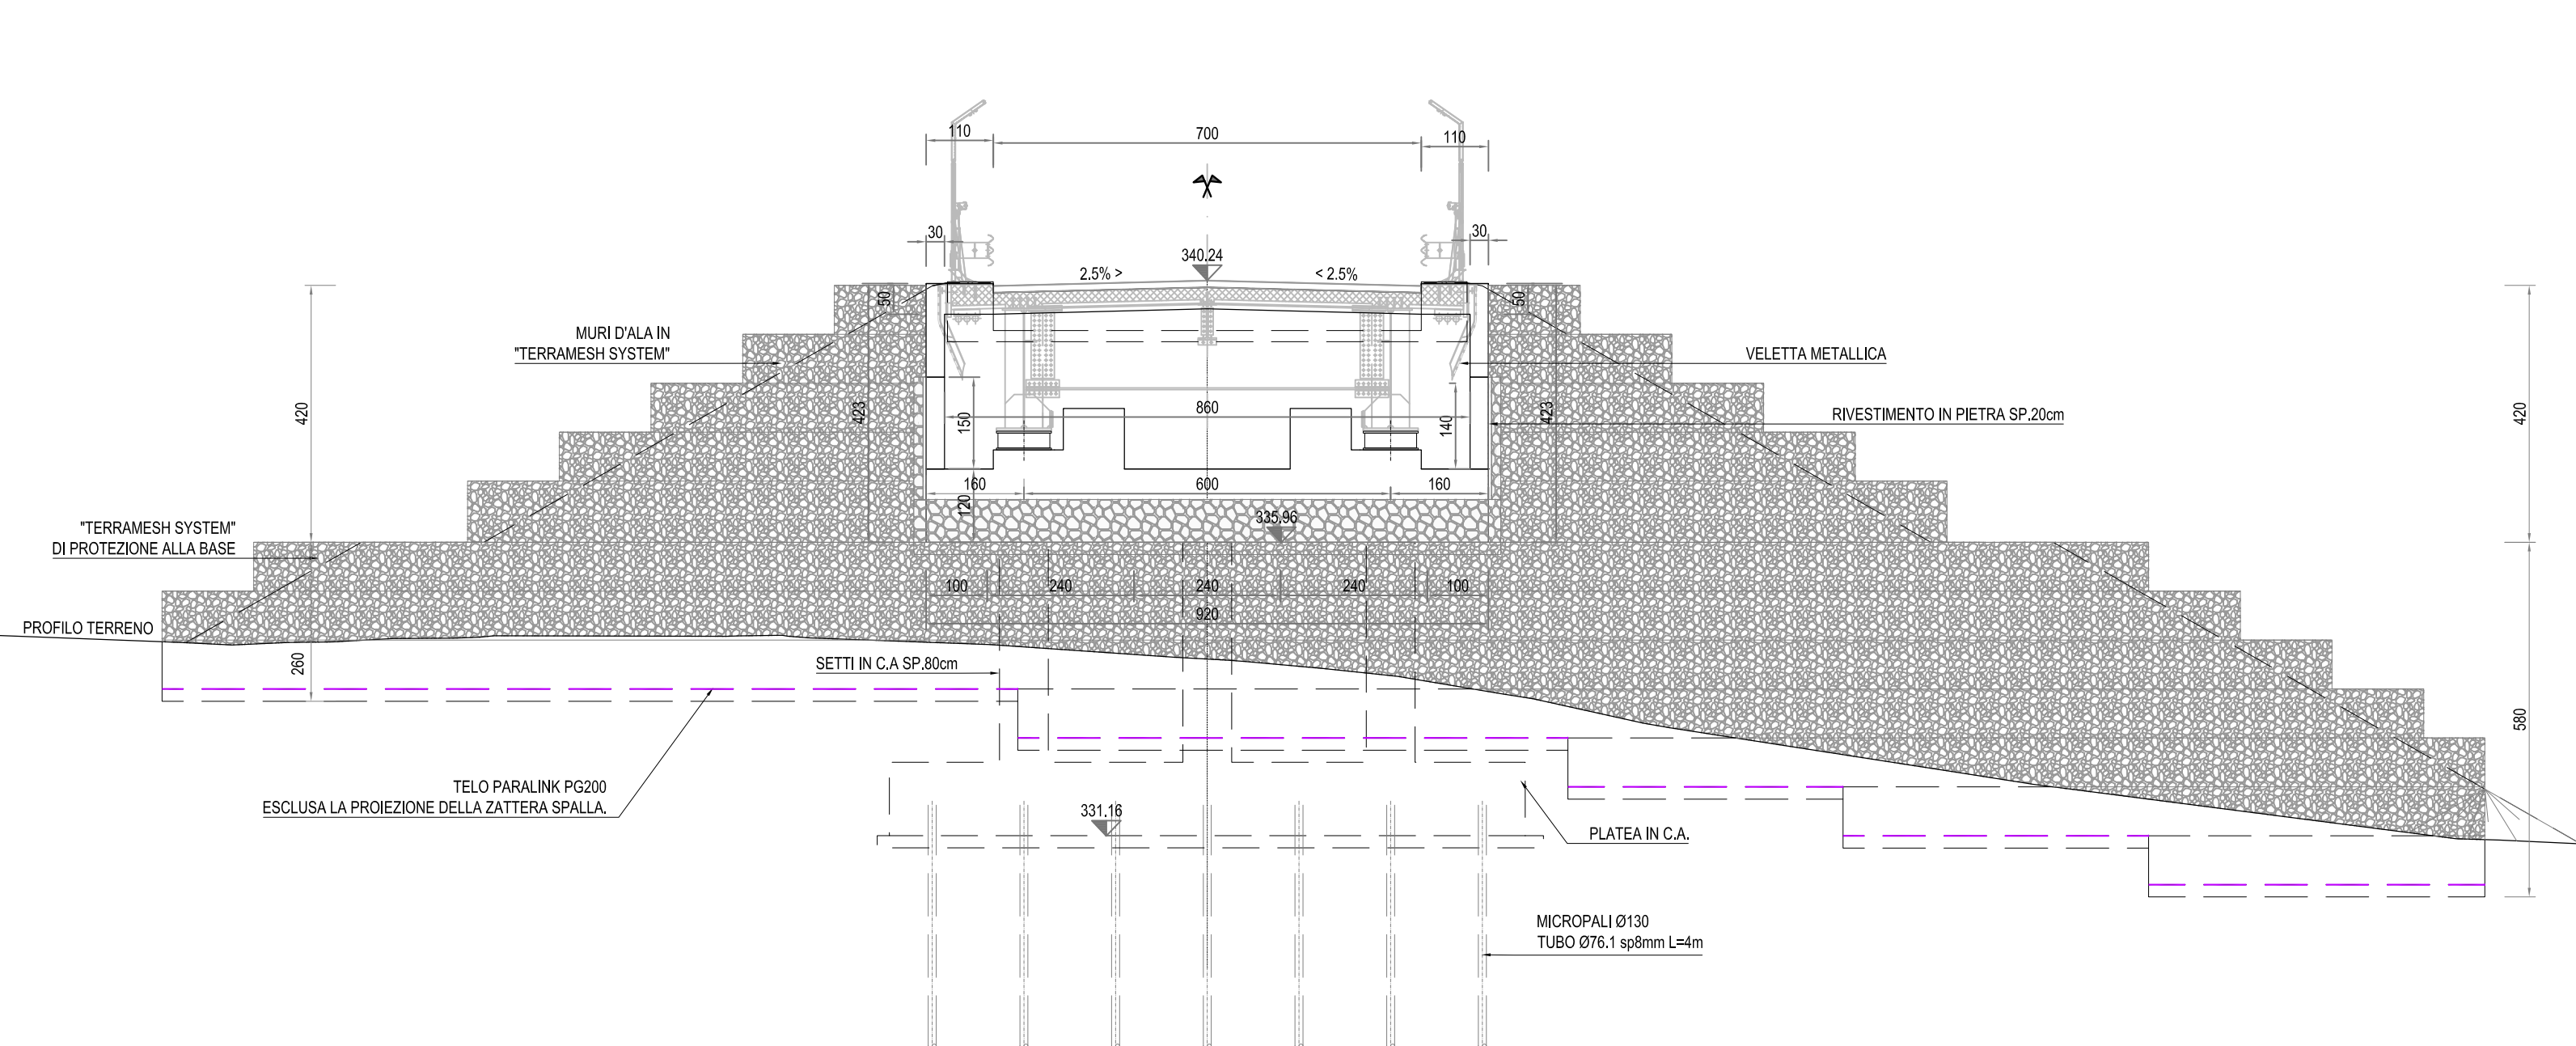 110
700
110
30
30
340.24
2.5% >
< 2.5%
50
50
MURI D'ALA IN
"TERRAMESH SYSTEM"
VELETTA METALLICA
420
423
150
860
140
423
RIVESTIMENTO IN PIETRA SP.20cm
420
160
600
160
120
335.96
"TERRAMESH SYSTEM"
DI PROTEZIONE ALLA BASE
100
240
240
240
100
920
PROFILO TERRENO
260
SETTI IN C.A SP.80cm
580
TELO PARALINK PG200
ESCLUSA LA PROIEZIONE DELLA ZATTERA SPALLA.
331.16
PLATEA IN C.A.
MICROPALI Ø130
TUBO Ø76.1 sp8mm L=4m